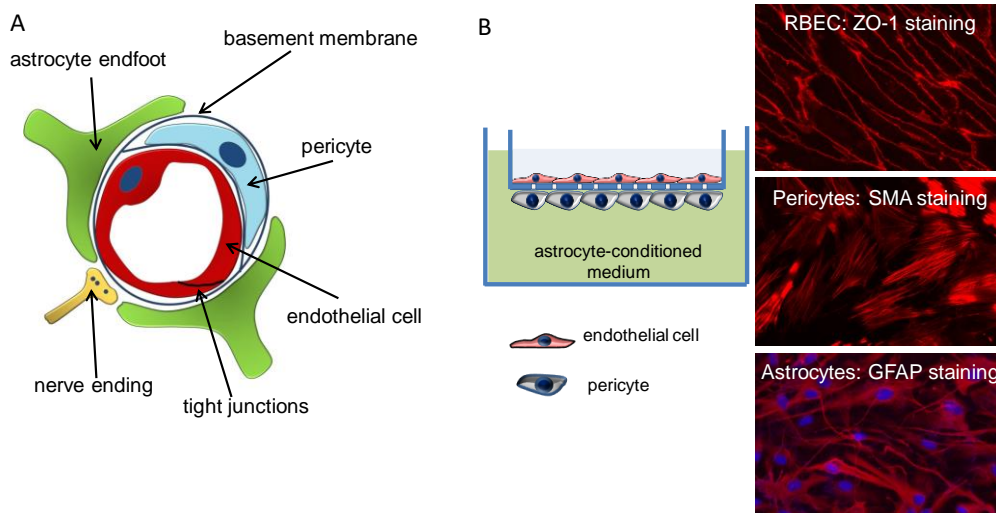 A
astrocyte endfoot
basement membrane
pericyte
endothelial cell
tight junctions
nerve ending
B
astrocyte-conditioned
medium
endothelial cell
pericyte
RBEC: ZO-1 staining
Pericytes: SMA staining
Astrocytes: GFAP staining